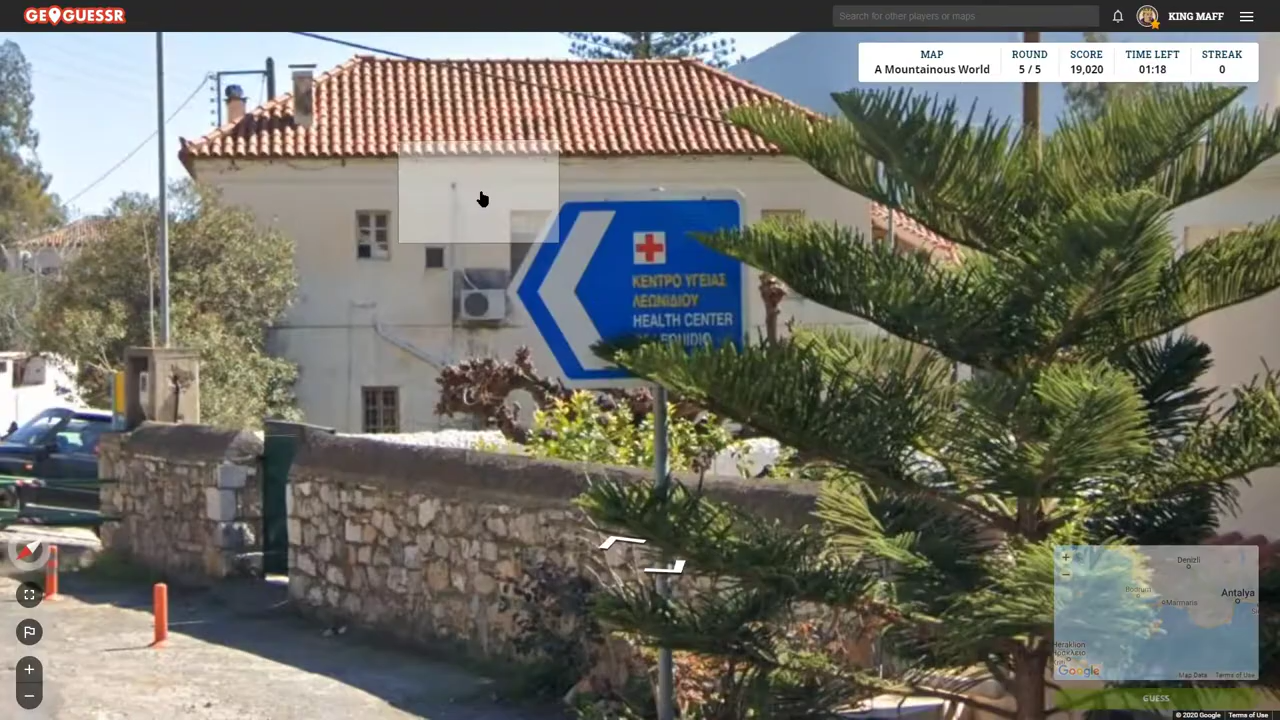 GEOGUESSR
Search for other players or maps
KING MAFF
MAP
A Mountainous World
ROUND
5 / 5
SCORE
19,020
TIME LEFT
01:18
STREAK
0
ΚΕΝΤΡΟ ΥΓΕΙΑΣ
ΛΕΩΝΙΔΙΟΥ
HEALTH CENTER
Denizli
Bodrum
Marmaris
Antalya
Heraklion
Ηράκλειο
Google
Map Data
Terms of Use
GUESS
© 2020 Google
Terms of Use